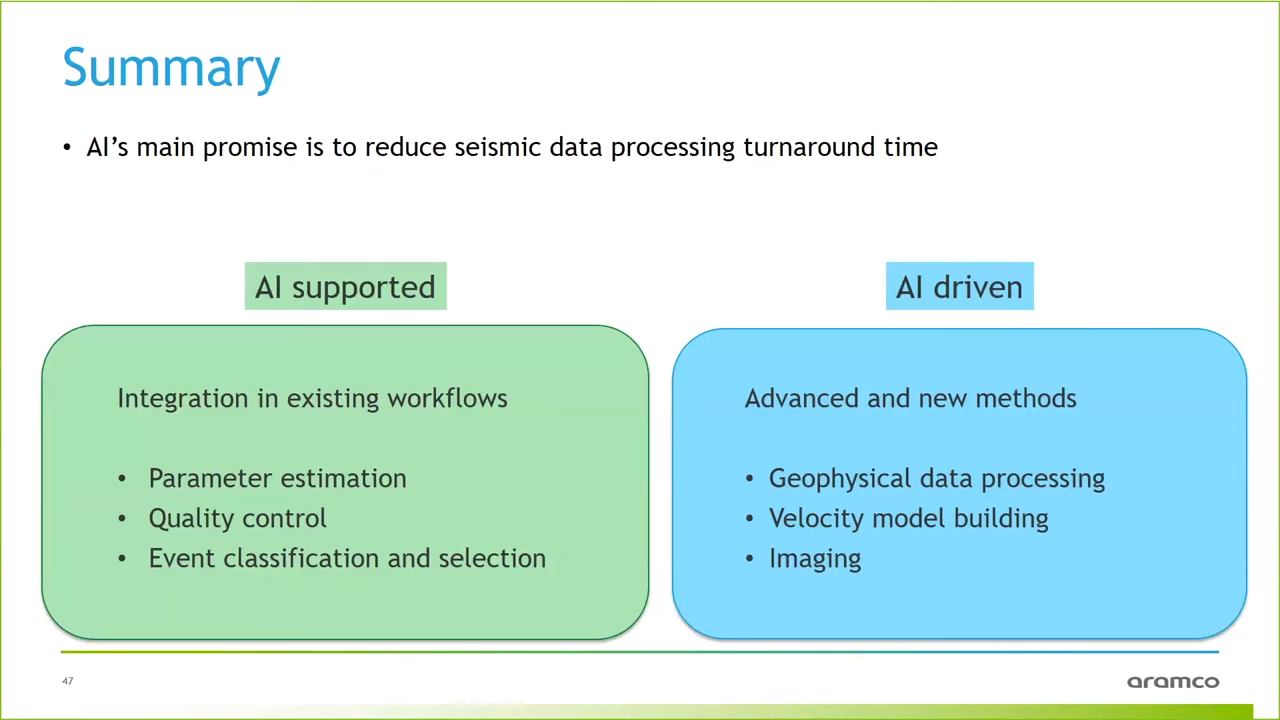 Summary
• AI’s main promise is to reduce seismic data processing turnaround time
AI supported
Integration in existing workflows
• Parameter estimation
• Quality control
• Event classification and selection
AI driven
Advanced and new methods
• Geophysical data processing
• Velocity model building
• Imaging
47
aramco